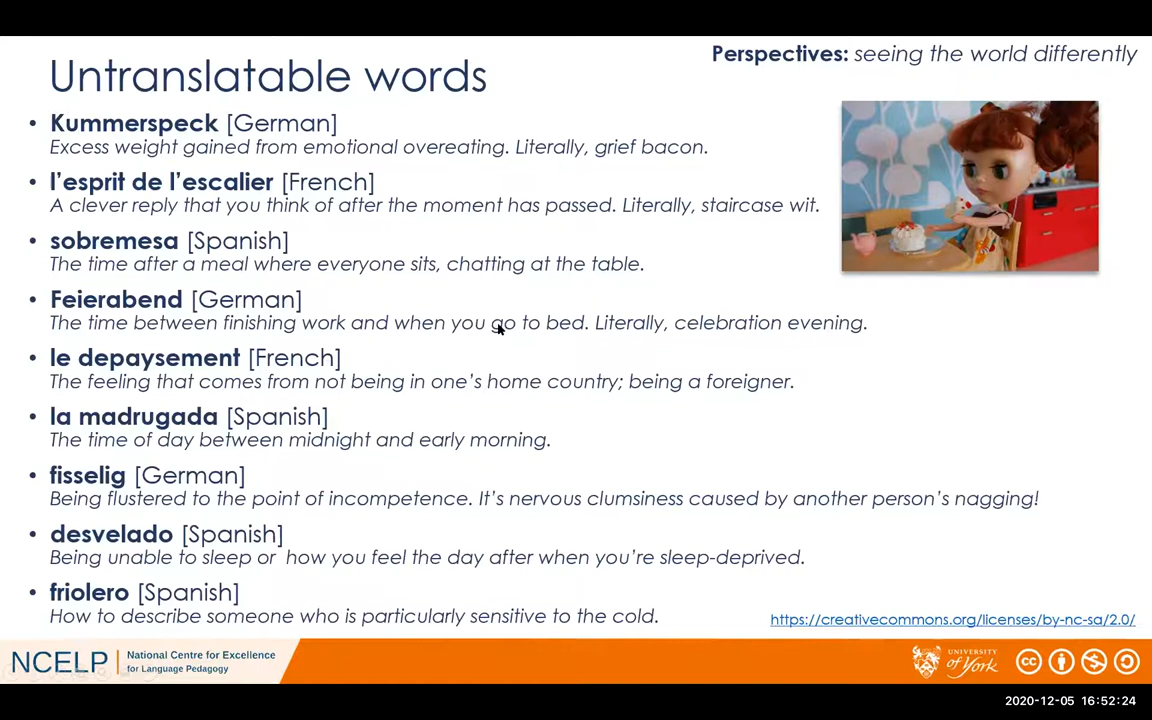 Perspectives: seeing the world differently
Untranslatable words
• Kummerspeck [German]
Excess weight gained from emotional overeating. Literally, grief bacon.
• l’esprit de l’escalier [French]
A clever reply that you think of after the moment has passed. Literally, staircase wit.
• sobremesa [Spanish]
The time after a meal where everyone sits, chatting at the table.
• Feierabend [German]
The time between finishing work and when you go to bed. Literally, celebration evening.
• le depaysement [French]
The feeling that comes from not being in one’s home country; being a foreigner.
• la madrugada [Spanish]
The time of day between midnight and early morning.
• fisselig [German]
Being flustered to the point of incompetence. It’s nervous clumsiness caused by another person’s nagging!
• desvelado [Spanish]
Being unable to sleep or  how you feel the day after when you’re sleep-deprived.
• friolero [Spanish]
How to describe someone who is particularly sensitive to the cold.
https://creativecommons.org/licenses/by-nc-sa/2.0/
NCELP
National Centre for Excellence
for Language Pedagogy
UNIVERSITY
of York
2020-12-05 16:52:24